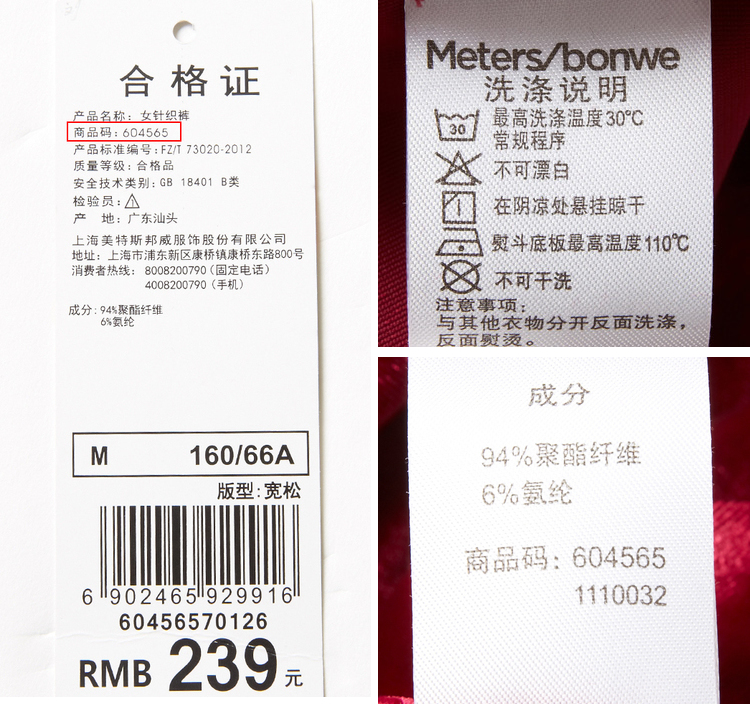 合格证
产品名称: 女针织裤
商品码: 604565
产品标准编号: FZ/T 73020-2012
质量等级: 合格品
安全技术类别: GB 18401 B类
检验员: 1
产 地: 广东汕头
上海美特斯邦威服饰股份有限公司
地址: 上海市浦东新区康桥镇康桥东路800号
消费者热线: 8008200790 (固定电话)
4008200790 (手机)
成分: 94%聚酯纤维
6%氨纶
M 160/66A
版型: 宽松
6 902465 929916
60456570126
RMB 239 元
Meters/bonwe
洗涤说明
30 最高洗涤温度30℃
常规程序
不可漂白
在阴凉处悬挂晾干
熨斗底板最高温度110℃
不可干洗
注意事项:
与其他衣物分开反面洗涤,
反面熨烫。
成分
94%聚酯纤维
6%氨纶
商品码: 604565
1110032